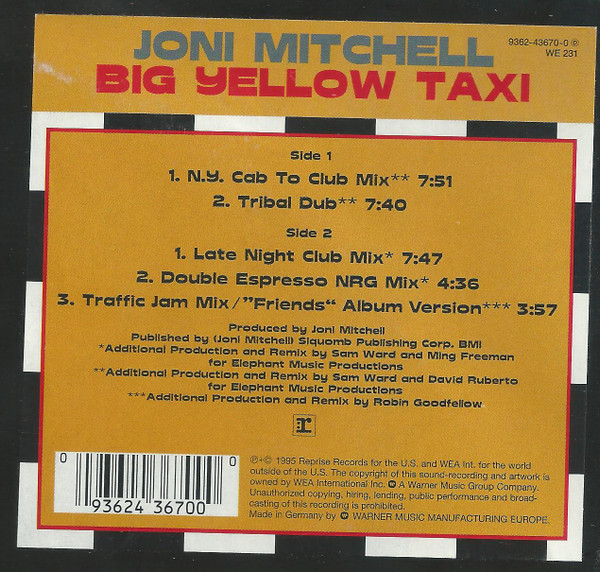 JONI MITCHELL
BIG YELLOW TAXI
9362-43670-0 Ⓟ
WE 231
Side 1
1. N.Y. Cab To Club Mix** 7:51
2. Tribal Dub** 7:40
Side 2
1. Late Night Club Mix* 7:47
2. Double Espresso NRG Mix* 4:36
3. Traffic Jam Mix/"Friends“ Album Version*** 3:57
Produced by Joni Mitchell
Published by (Joni Mitchell) Siquomb Publishing Corp. BMI
*Additional Production and Remix by Sam Ward and Ming Freeman
for Elephant Music Productions
**Additional Production and Remix by Sam Ward and David Ruberto
for Elephant Music Productions
***Additional Production and Remix by Robin Goodfellow
r
0 93624 36700 0
Ⓟ+© 1995 Reprise Records for the U.S. and WEA Int. for the world
outside of the U.S. The copyright of this sound-recording and artwork is
owned by WEA International Inc. W A Warner Music Group Company.
Unauthorized copying, hiring, lending, public performance and broad-
casting of this recording is prohibited.
Made in Germany by W WARNER MUSIC MANUFACTURING EUROPE.